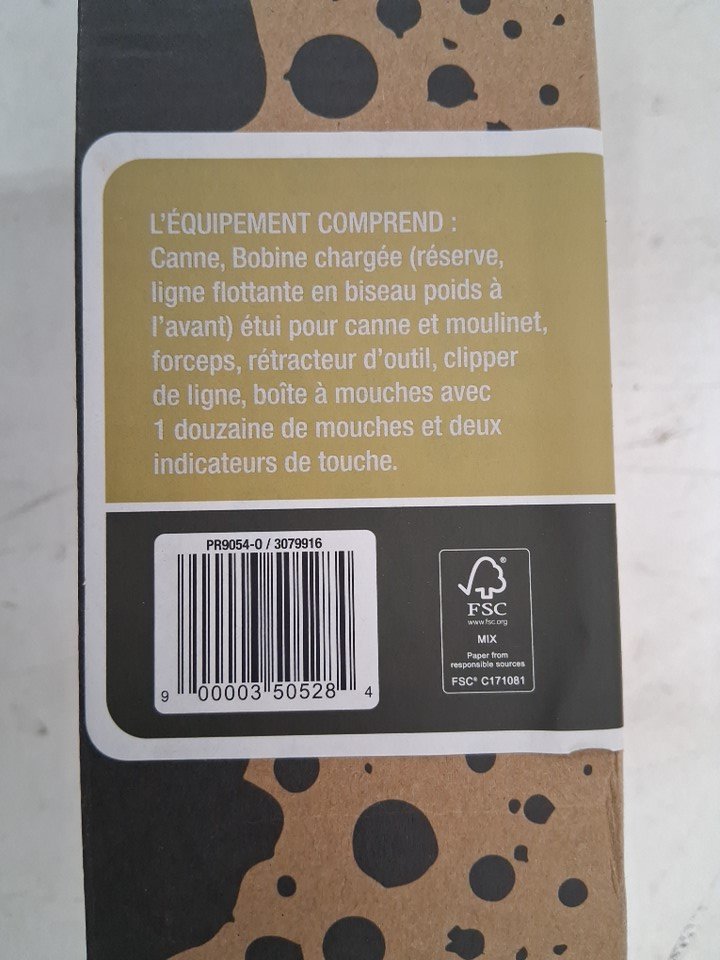 L'ÉQUIPEMENT COMPREND :
Canne, Bobine chargée (réserve,
ligne flottante en biseau poids à
l'avant) étui pour canne et moulinet,
forceps, rétracteur d'outil, clipper
de ligne, boîte à mouches avec
1 douzaine de mouches et deux
indicateurs de touche.
PR9054-0 / 3079916
9 00003 50528 4
FSC®
www.fsc.org
MIX
Paper from
responsible sources
FSC® C171081